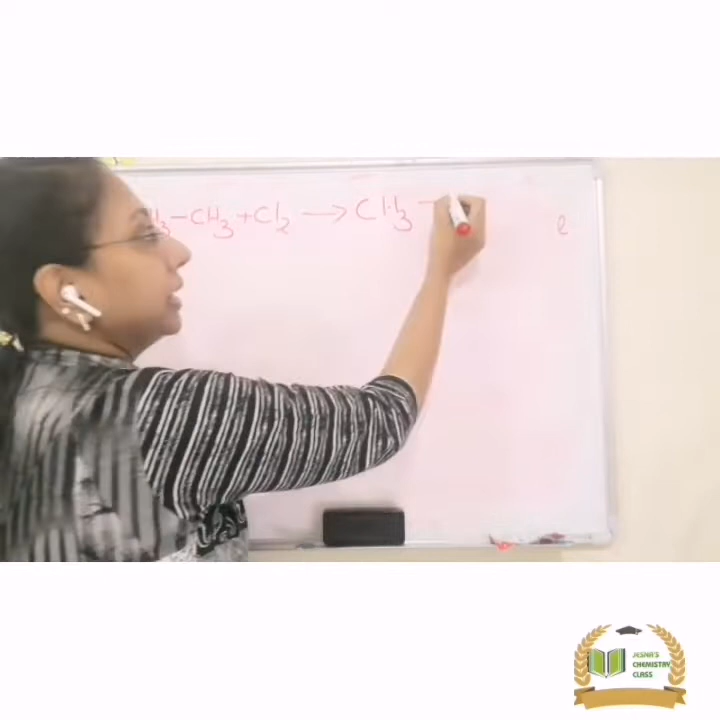 H₃-CH₃ + Cl₂ → CH₃ -
e
JESNA'S
CHEMISTRY
CLASS